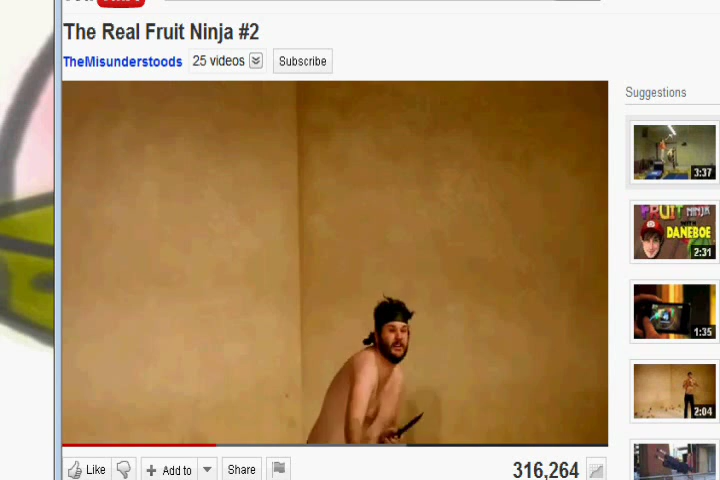 The Real Fruit Ninja #2
TheMisunderstoods 25 videos Subscribe
Suggestions
3:37
FRUIT NINJA
DANEBOE
2:31
1:35
2:04
Like Add to Share
316,264